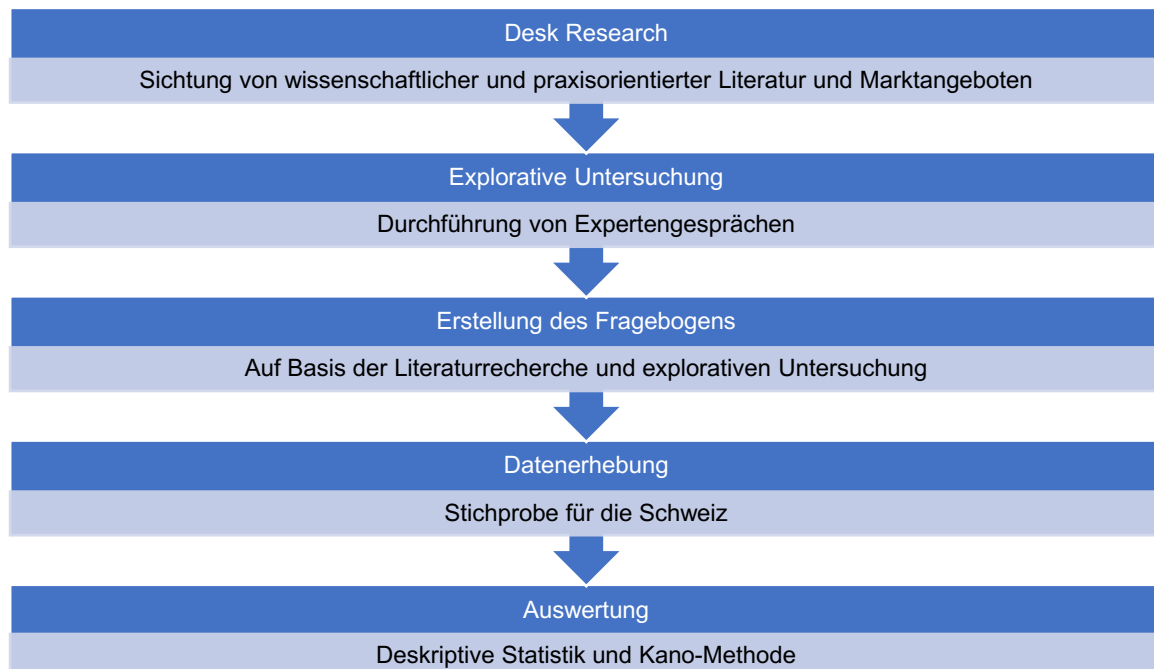 Desk Research
Sichtung von wissenschaftlicher und praxisorientierter Literatur und Marktangeboten
Explorative Untersuchung
Durchführung von Expertengesprächen
Erstellung des Fragebogens
Auf Basis der Literaturrecherche und explorativen Untersuchung
Datenerhebung
Stichprobe für die Schweiz
Auswertung
Deskriptive Statistik und Kano-Methode